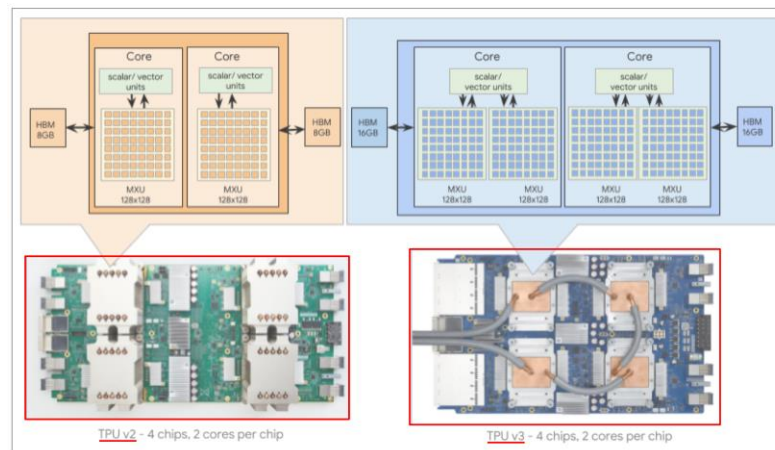 Core
Core
scalar/ vector
units
scalar/ vector
units
HBM
8GB
HBM
8GB
MXU
128x128
MXU
128x128
Core
Core
scalar/
vector units
scalar/
vector units
HBM
16GB
HBM
16GB
MXU
128x128
MXU
128x128
MXU
128x128
MXU
128x128
TPU v2 - 4 chips, 2 cores per chip
TPU v3 - 4 chips, 2 cores per chip